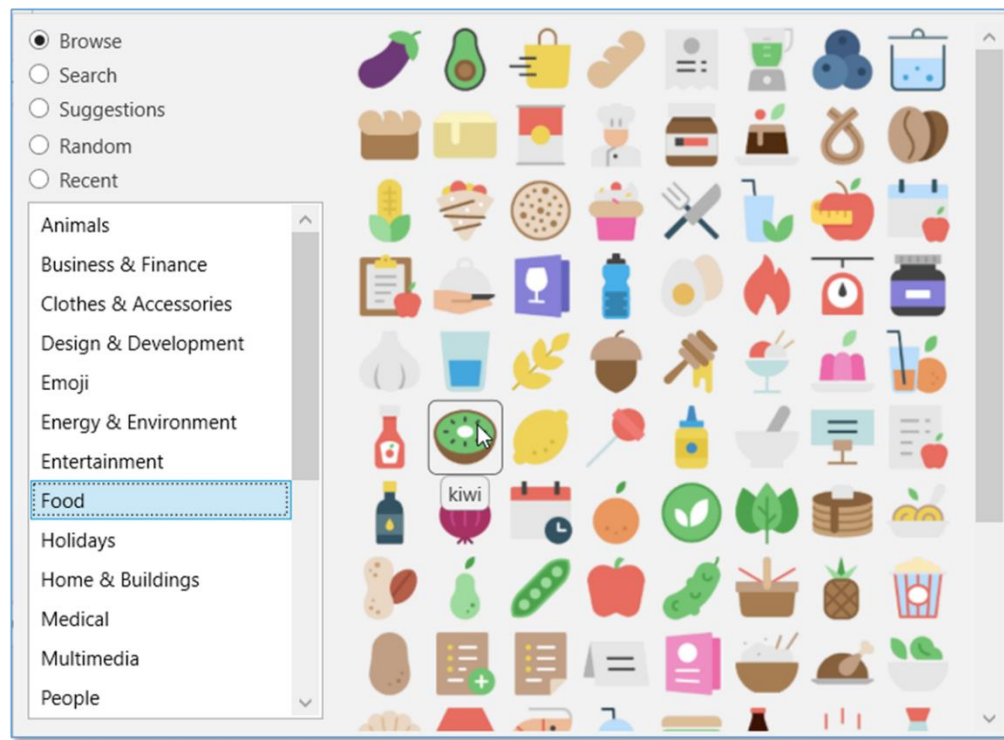 Browse
Search
Suggestions
Random
Recent
Animals
Business & Finance
Clothes & Accessories
Design & Development
Emoji
Energy & Environment
Entertainment
Food
Holidays
Home & Buildings
Medical
Multimedia
People
kiwi